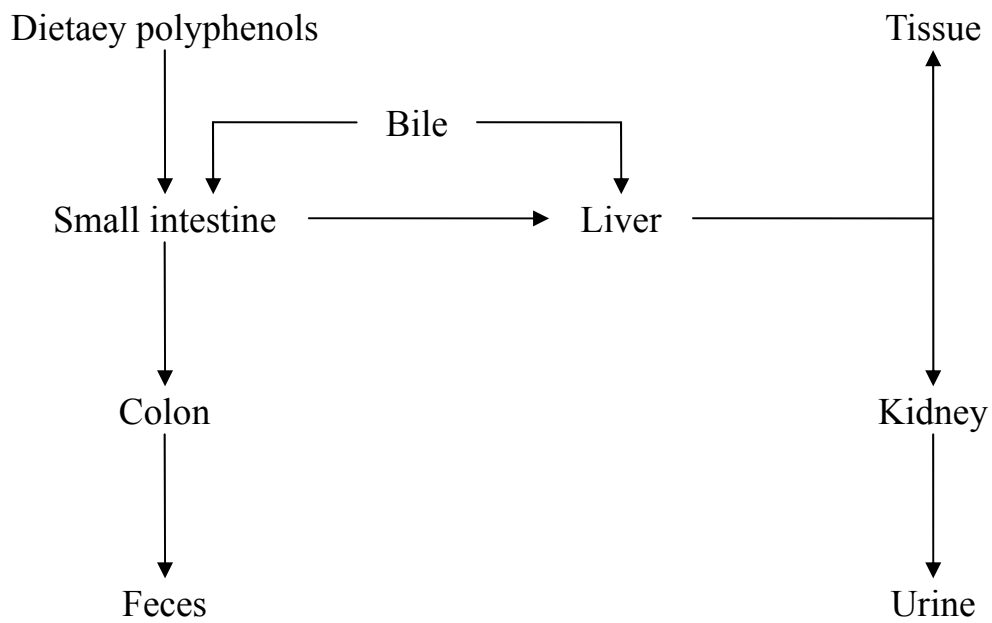 Dietaey polyphenols
Tissue
Bile
Small intestine
Liver
Colon
Kidney
Feces
Urine